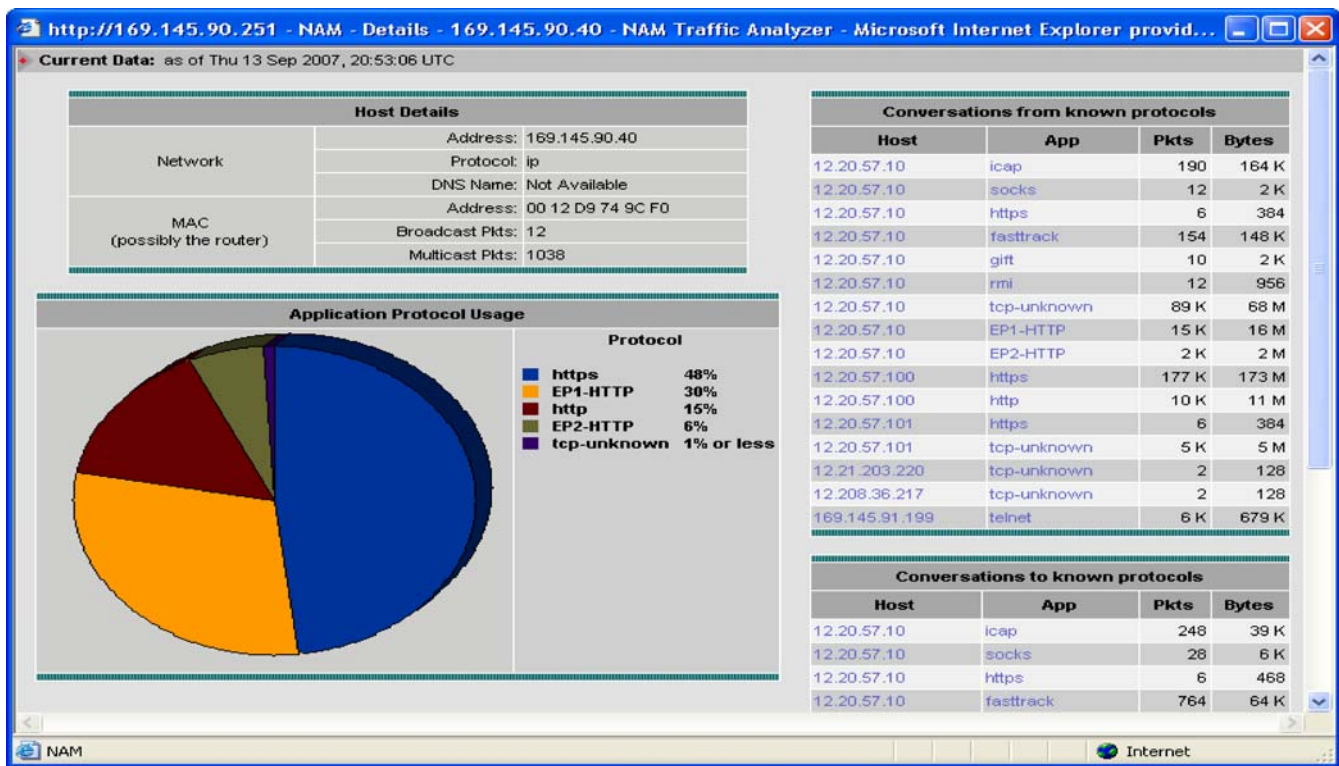 http://169.145.90.251 - NAM - Details - 169.145.90.40 - NAM Traffic Analyzer - Microsoft Internet Explorer provid...
Current Data: as of Thu 13 Sep 2007, 20:53:06 UTC
Host Details
Network
Address: 169.145.90.40
Protocol: ip
DNS Name: Not Available
MAC
(possibly the router)
Address: 00 12 D9 74 9C F0
Broadcast Pkts: 12
Multicast Pkts: 1038
Application Protocol Usage
Protocol
https 48%
EP1-HTTP 30%
http 15%
EP2-HTTP 6%
tcp-unknown 1% or less
Conversations from known protocols
Host App Pkts Bytes
12.20.57.10 icap 190 164 K
12.20.57.10 socks 12 2 K
12.20.57.10 https 6 384
12.20.57.10 fasttrack 154 148 K
12.20.57.10 gift 10 2 K
12.20.57.10 rmi 12 956
12.20.57.10 tcp-unknown 89 K 68 M
12.20.57.10 EP1-HTTP 15 K 16 M
12.20.57.10 EP2-HTTP 2 K 2 M
12.20.57.100 https 177 K 173 M
12.20.57.100 http 10 K 11 M
12.20.57.101 https 6 384
12.20.57.101 tcp-unknown 5 K 5 M
12.21.203.220 tcp-unknown 2 128
12.208.36.217 tcp-unknown 2 128
169.145.91.199 telnet 6 K 679 K
Conversations to known protocols
Host App Pkts Bytes
12.20.57.10 icap 248 39 K
12.20.57.10 socks 28 6 K
12.20.57.10 https 6 468
12.20.57.10 fasttrack 764 64 K
NAM
Internet